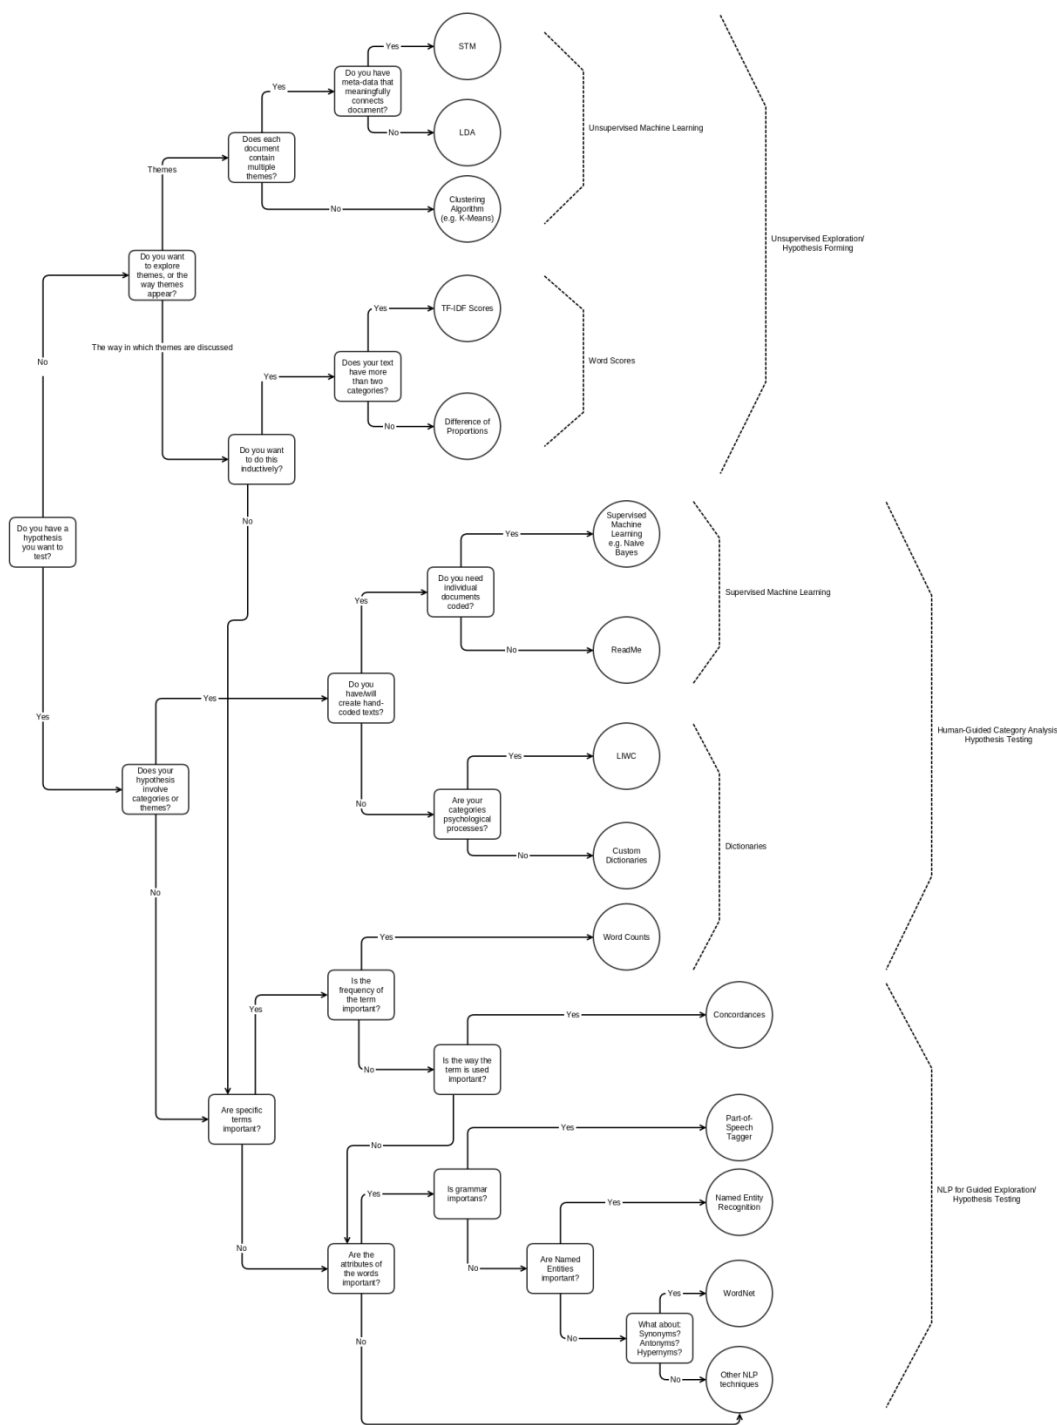 STM
Yes
Do you have
meta-data that
meaningfully
connects
document?
Yes
No
LDA
Unsupervised Machine Learning
Does each
document
contain
multiple
themes?
Themes
No
Clustering
Algorithm
(e.g. K-Means)
Unsupervised Exploration/
Hypothesis Forming
Do you want
to explore
themes, or the
way themes
appear?
Yes
TF-IDF Scores
The way in which themes are discussed
No
Does your text
have more
than two
categories?
Word Scores
Yes
No
Difference of
Proportions
Do you want
to do this
inductively?
No
Do you have a
hypothesis
you want to
test?
Supervised
Machine
Learning
e.g. Naive
Bayes
Yes
Do you need
individual
documents
coded?
Supervised Machine Learning
Yes
No
ReadMe
Do you
have/will
create hand-
coded texts?
Yes
Yes
Human-Guided Category Analysis
Hypothesis Testing
Yes
LIWC
Does your
hypothesis
involve
categories or
themes?
No
Are your
categories
psychological
processes?
Dictionaries
No
Custom
Dictionaries
No
Yes
Word Counts
Is the
frequency of
the term
important?
Yes
Yes
Concordances
No
Is the way the
term is used
important?
Are specific
terms
important?
No
Yes
Part-of-
Speech
Tagger
Yes
Is grammar
importans?
Yes
Named Entity
Recognition
NLP for Guided Exploration/
Hypothesis Testing
No
Are the
attributes of
the words
important?
No
Are Named
Entities
important?
Yes
WordNet
No
What about:
Synonyms?
Antonyms?
Hypernyms?
No
No
Other NLP
techniques